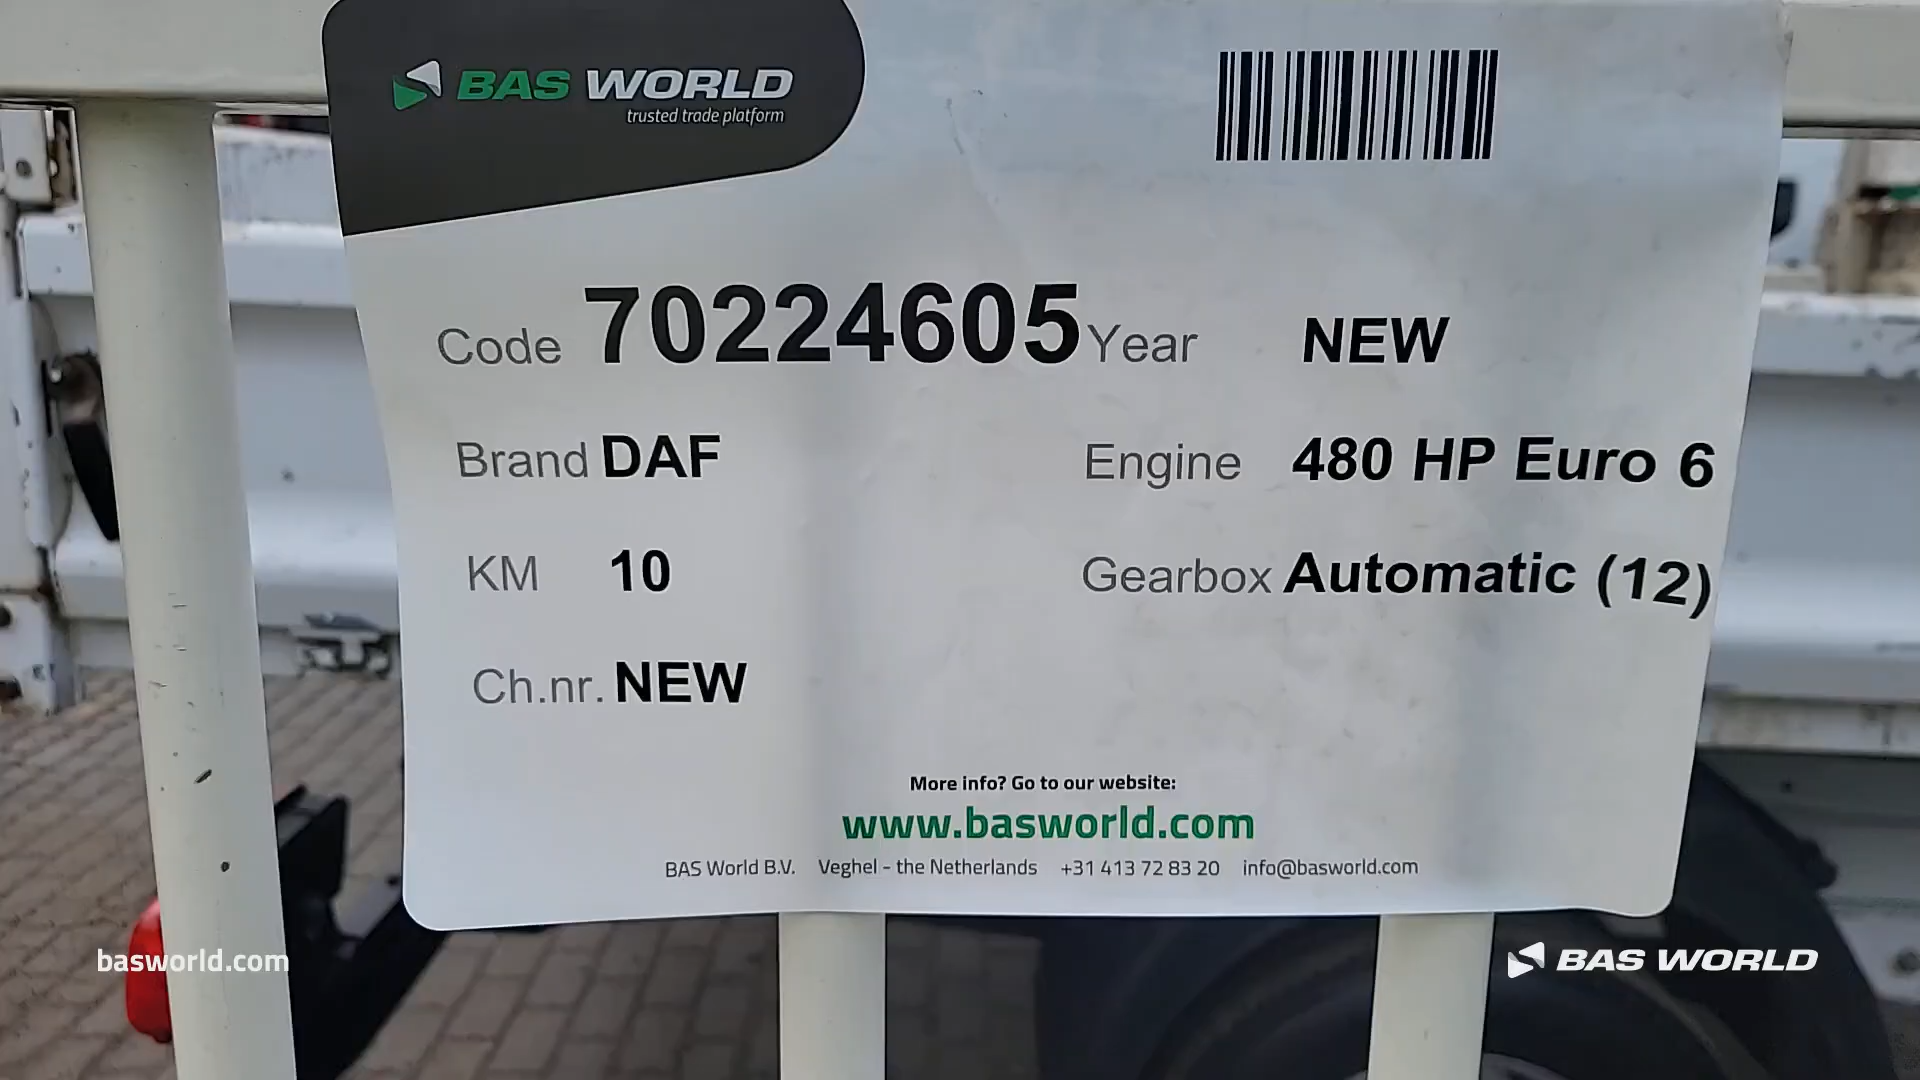 BAS WORLD
trusted trade platform
Code 70224605 Year NEW
Brand DAF Engine 480 HP Euro 6
KM 10 Gearbox Automatic (12)
Ch.nr. NEW
More info? Go to our website:
www.basworld.com
BAS World B.V. Veghel - the Netherlands +31 413 72 83 20 info@basworld.com
basworld.com
BAS WORLD